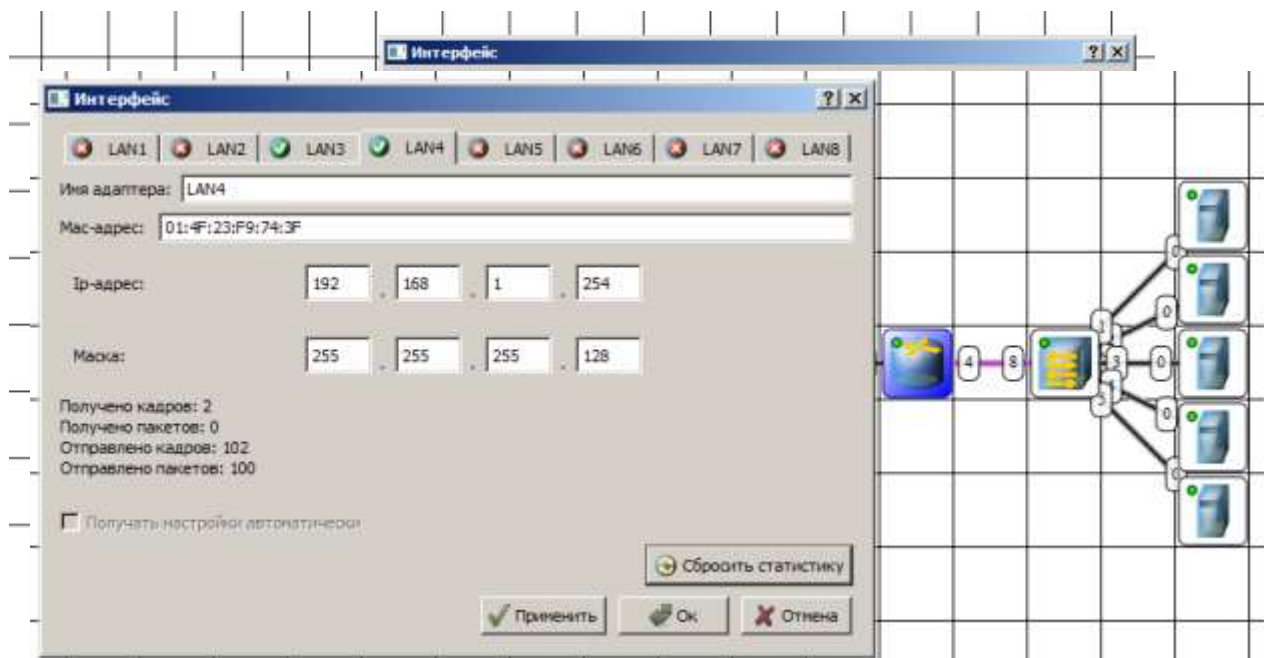 Интерфейс
Интерфейс
LAN1 LAN2 LAN3 LAN4 LAN5 LAN6 LAN7 LAN8
Имя адаптера: LAN4
Mac-адрес: 01:4F:23:F9:74:3F
Ip-адрес: 192 . 168 . 1 . 254
Маска: 255 . 255 . 255 . 128
Получено кадров: 2
Получено пакетов: 0
Отправлено кадров: 102
Отправлено пакетов: 100
Получать настройки автоматически
Сбросить статистику
Применить Ок Отмена
0
1 0
4 8 3 0
5 0
0